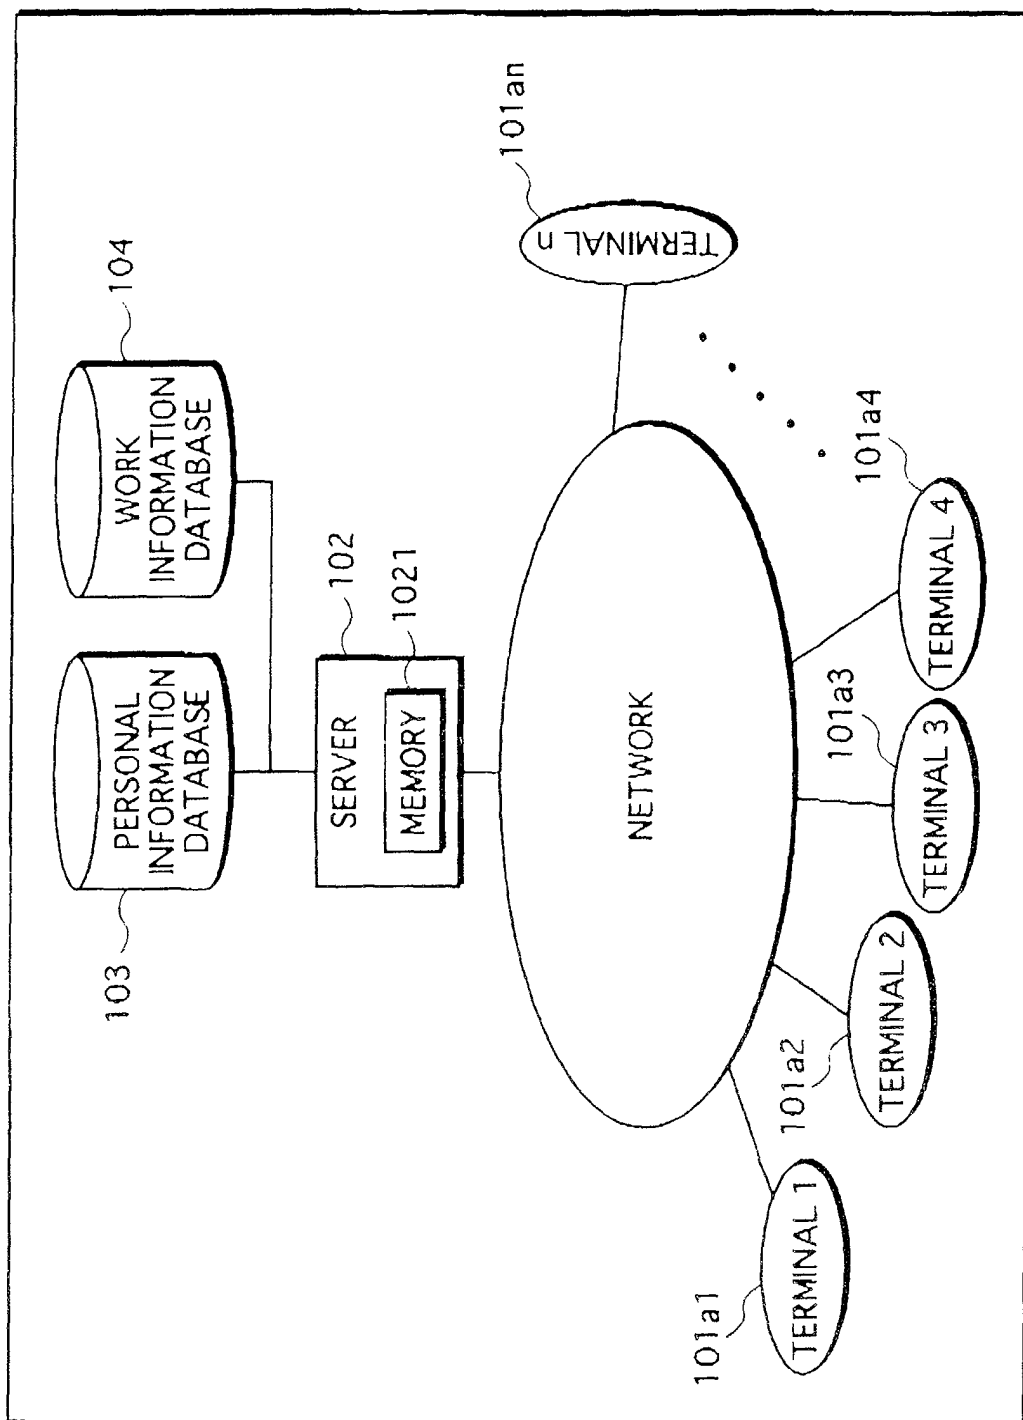 103
PERSONAL
INFORMATION
DATABASE
WORK
INFORMATION
DATABASE
104
SERVER
102
MEMORY
1021
NETWORK
101a1
TERMINAL 1
101a2
TERMINAL 2
101a3
TERMINAL 3
101a4
TERMINAL 4
101an
TERMINAL n